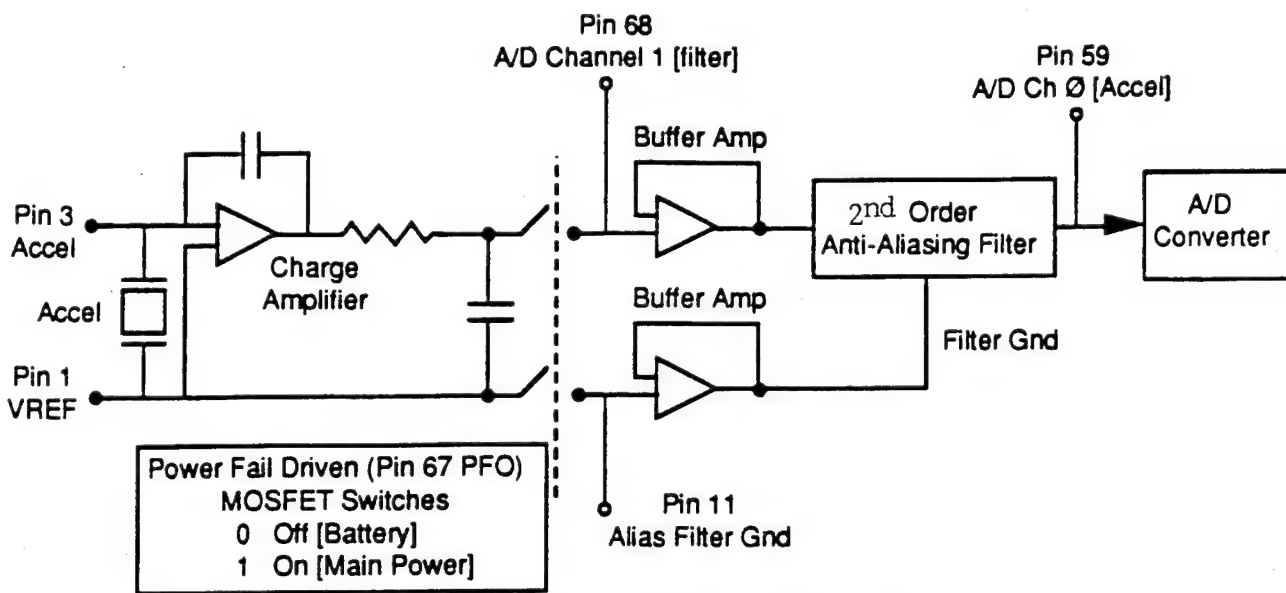 Pin 68
A/D Channel 1 [filter]
Pin 59
A/D Ch Ø [Accel]
Buffer Amp
Pin 3
Accel
2nd Order
Anti-Aliasing Filter
A/D
Converter
Charge
Amplifier
Accel
Buffer Amp
Filter Gnd
Pin 1
VREF
Power Fail Driven (Pin 67 PFO)
MOSFET Switches
0 Off [Battery]
1 On [Main Power]
Pin 11
Alias Filter Gnd